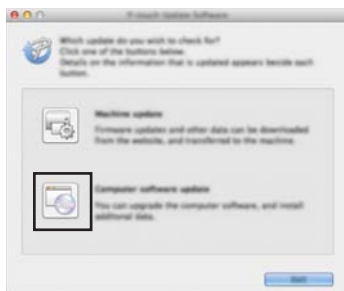 P-touch Update Software
Which update do you wish to check for?
Click one of the buttons below.
Details on the information that is updated appears beside each
button.
Machine update
Firmware updates and other data can be downloaded
from the website, and transferred to the machine.
Computer software update
You can upgrade the computer software, and install
additional data.